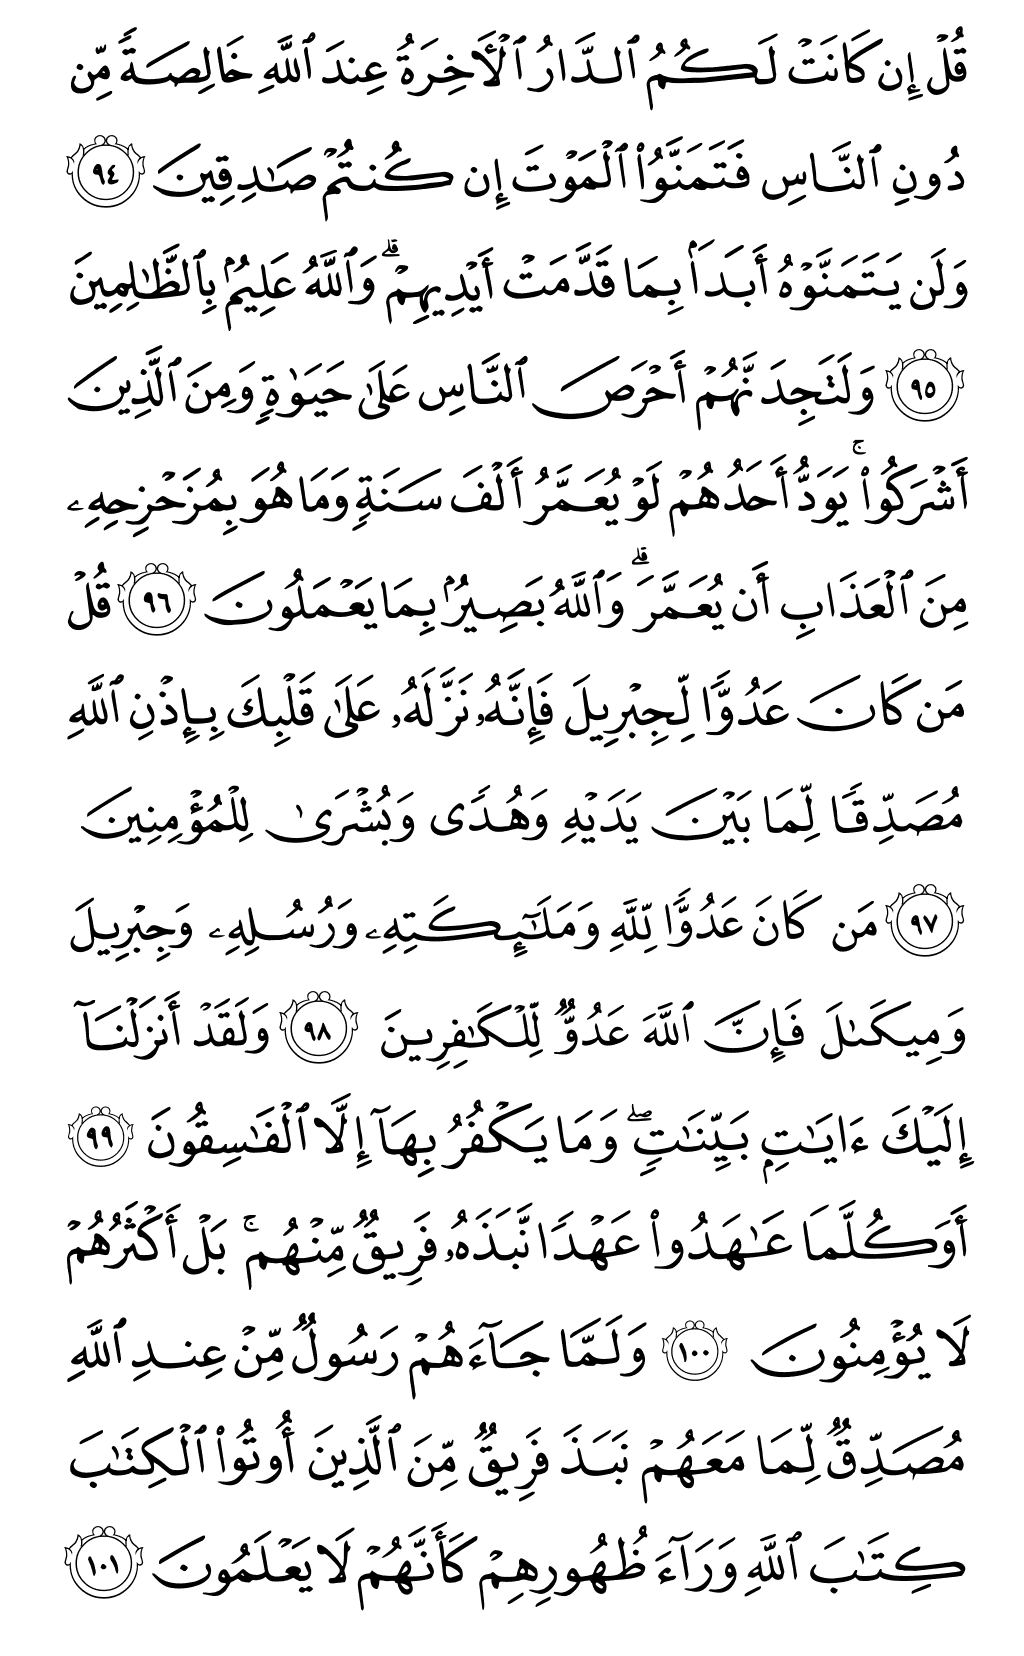 قُلۡ إِن كَانَتۡ لَكُمُ ٱلدَّارُ ٱلۡأٓخِرَةُ عِندَ ٱللَّهِ خَالِصَةٗ مِّن
دُونِ ٱلنَّاسِ فَتَمَنَّوُاْ ٱلۡمَوۡتَ إِن كُنتُمۡ صَٰدِقِينَ ٩٤
وَلَن يَتَمَنَّوۡهُ أَبَدَۢا بِمَا قَدَّمَتۡ أَيۡدِيهِمۡۚ وَٱللَّهُ عَلِيمُۢ بِٱلظَّٰلِمِينَ
٩٥ وَلَتَجِدَنَّهُمۡ أَحۡرَصَ ٱلنَّاسِ عَلَىٰ حَيَوٰةٖ وَمِنَ ٱلَّذِينَ
أَشۡرَكُواْۚ يَوَدُّ أَحَدُهُمۡ لَوۡ يُعَمَّرُ أَلۡفَ سَنَةٖ وَمَا هُوَ بِمُزَحۡزِحِهِۦ
مِنَ ٱلۡعَذَابِ أَن يُعَمَّرَۗ وَٱللَّهُ بَصِيرُۢ بِمَا يَعۡمَلُونَ ٩٦ قُلۡ
مَن كَانَ عَدُوّٗا لِّجِبۡرِيلَ فَإِنَّهُۥ نَزَّلَهُۥ عَلَىٰ قَلۡبِكَ بِإِذۡنِ ٱللَّهِ
مُصَدِّقٗا لِّمَا بَيۡنَ يَدَيۡهِ وَهُدٗى وَبُشۡرَىٰ لِلۡمُؤۡمِنِينَ
٩٧ مَن كَانَ عَدُوّٗا لِّلَّهِ وَمَلَٰٓئِكَتِهِۦ وَرُسُلِهِۦ وَجِبۡرِيلَ
وَمِيكَىٰلَ فَإِنَّ ٱللَّهَ عَدُوّٞ لِّلۡكَٰفِرِينَ ٩٨ وَلَقَدۡ أَنزَلۡنَآ
إِلَيۡكَ ءَايَٰتِۭ بَيِّنَٰتٖۖ وَمَا يَكۡفُرُ بِهَآ إِلَّا ٱلۡفَٰسِقُونَ ٩٩
أَوَكُلَّمَا عَٰهَدُواْ عَهۡدٗا نَّبَذَهُۥ فَرِيقٞ مِّنۡهُمۚ بَلۡ أَكۡثَرُهُمۡ
لَا يُؤۡمِنُونَ ١٠٠ وَلَمَّا جَآءَهُمۡ رَسُولٞ مِّنۡ عِندِ ٱللَّهِ
مُصَدِّقٞ لِّمَا مَعَهُمۡ نَبَذَ فَرِيقٞ مِّنَ ٱلَّذِينَ أُوتُواْ ٱلۡكِتَٰبَ
كِتَٰبَ ٱللَّهِ وَرَآءَ ظُهُورِهِمۡ كَأَنَّهُمۡ لَا يَعۡلَمُونَ ١٠١